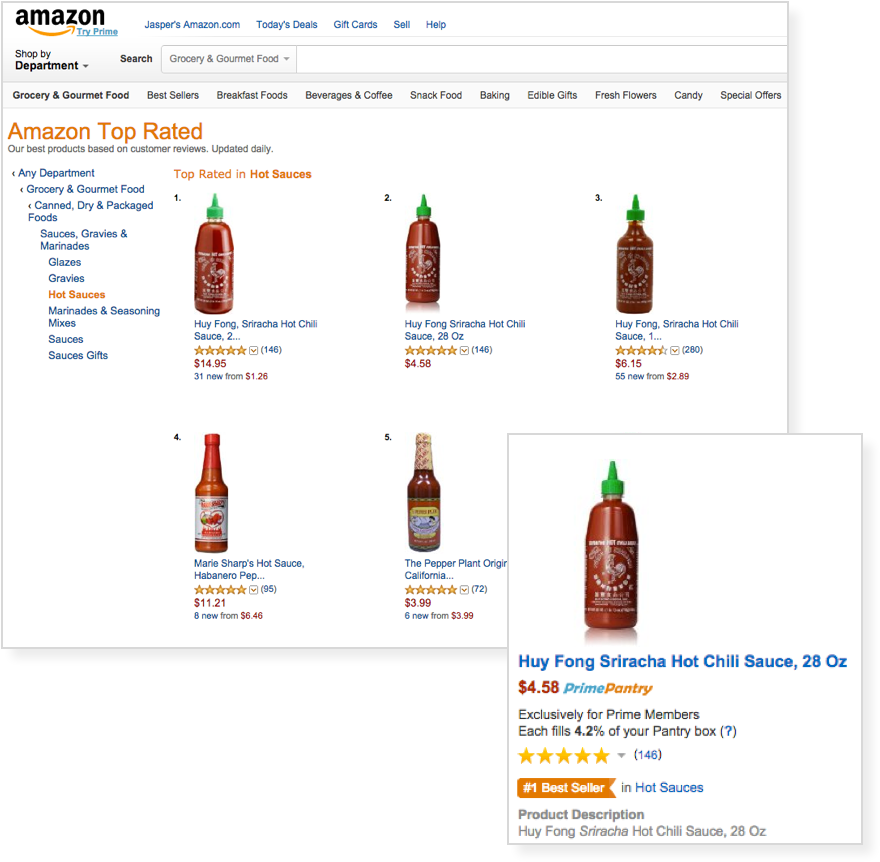 amazon
Try Prime
Jasper's Amazon.com Today's Deals Gift Cards Sell Help
Shop by
Department
Search Grocery & Gourmet Food
Grocery & Gourmet Food Best Sellers Breakfast Foods Beverages & Coffee Snack Food Baking Edible Gifts Fresh Flowers Candy Special Offers
Amazon Top Rated
Our best products based on customer reviews. Updated daily.
‹ Any Department
‹ Grocery & Gourmet Food
‹ Canned, Dry & Packaged
Foods
Sauces, Gravies &
Marinades
Glazes
Gravies
Hot Sauces
Marinades & Seasoning
Mixes
Sauces
Sauces Gifts
Top Rated in Hot Sauces
1.
Huy Fong, Sriracha Hot Chili
Sauce, 2...
(146)
$14.95
31 new from $1.26
2.
Huy Fong Sriracha Hot Chili
Sauce, 28 Oz
(146)
$4.58
3.
Huy Fong, Sriracha Hot Chili
Sauce, 1...
(280)
$6.15
55 new from $2.89
4.
Marie Sharp's Hot Sauce,
Habanero Pep...
(95)
$11.21
8 new from $6.46
5.
The Pepper Plant Origin
California...
(72)
$3.99
6 new from $3.99
Huy Fong Sriracha Hot Chili Sauce, 28 Oz
$4.58 PrimePantry
Exclusively for Prime Members
Each fills 4.2% of your Pantry box (?)
(146)
#1 Best Seller in Hot Sauces
Product Description
Huy Fong Sriracha Hot Chili Sauce, 28 Oz